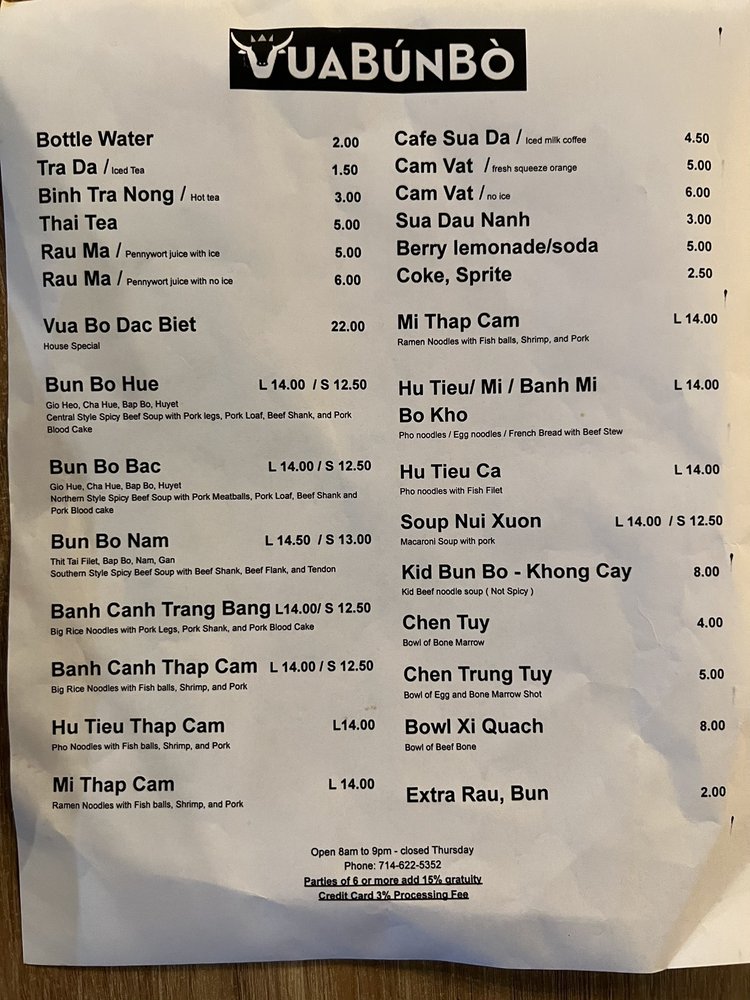 VUABÚNBÒ
Bottle Water 2.00
Tra Da / Iced Tea 1.50
Binh Tra Nong / Hot tea 3.00
Thai Tea 5.00
Rau Ma / Pennywort juice with ice 5.00
Rau Ma / Pennywort juice with no ice 6.00
Vua Bo Dac Biet 22.00
House Special
Bun Bo Hue L 14.00 / S 12.50
Gio Heo, Cha Hue, Bap Bo, Huyet
Central Style Spicy Beef Soup with Pork legs, Pork Loaf, Beef Shank, and Pork
Blood Cake
Bun Bo Bac L 14.00 / S 12.50
Gio Hue, Cha Hue, Bap Bo, Huyet
Northern Style Spicy Beef Soup with Pork Meatballs, Pork Loaf, Beef Shank and
Pork Blood cake
Bun Bo Nam L 14.50 / S 13.00
Thit Tai Filet, Bap Bo, Nam, Gan
Southern Style Spicy Beef Soup with Beef Shank, Beef Flank, and Tendon
Banh Canh Trang Bang L14.00/ S 12.50
Big Rice Noodles with Pork Legs, Pork Shank, and Pork Blood Cake
Banh Canh Thap Cam L 14.00 / S 12.50
Big Rice Noodles with Fish balls, Shrimp, and Pork
Hu Tieu Thap Cam L14.00
Pho Noodles with Fish balls, Shrimp, and Pork
Mi Thap Cam L 14.00
Ramen Noodles with Fish balls, Shrimp, and Pork
Cafe Sua Da / Iced milk coffee 4.50
Cam Vat / fresh squeeze orange 5.00
Cam Vat / no ice 6.00
Sua Dau Nanh 3.00
Berry lemonade/soda 5.00
Coke, Sprite 2.50
Mi Thap Cam L 14.00
Ramen Noodles with Fish balls, Shrimp, and Pork
Hu Tieu/ Mi / Banh Mi L 14.00
Bo Kho
Pho noodles / Egg noodles / French Bread with Beef Stew
Hu Tieu Ca L 14.00
Pho noodles with Fish Filet
Soup Nui Xuon L 14.00 / S 12.50
Macaroni Soup with pork
Kid Bun Bo - Khong Cay 8.00
Kid Beef noodle soup ( Not Spicy )
Chen Tuy 4.00
Bowl of Bone Marrow
Chen Trung Tuy 5.00
Bowl of Egg and Bone Marrow Shot
Bowl Xi Quach 8.00
Bowl of Beef Bone
Extra Rau, Bun 2.00
Open 8am to 9pm - closed Thursday
Phone: 714-622-5352
Parties of 6 or more add 15% gratuity
Credit Card 3% Processing Fee